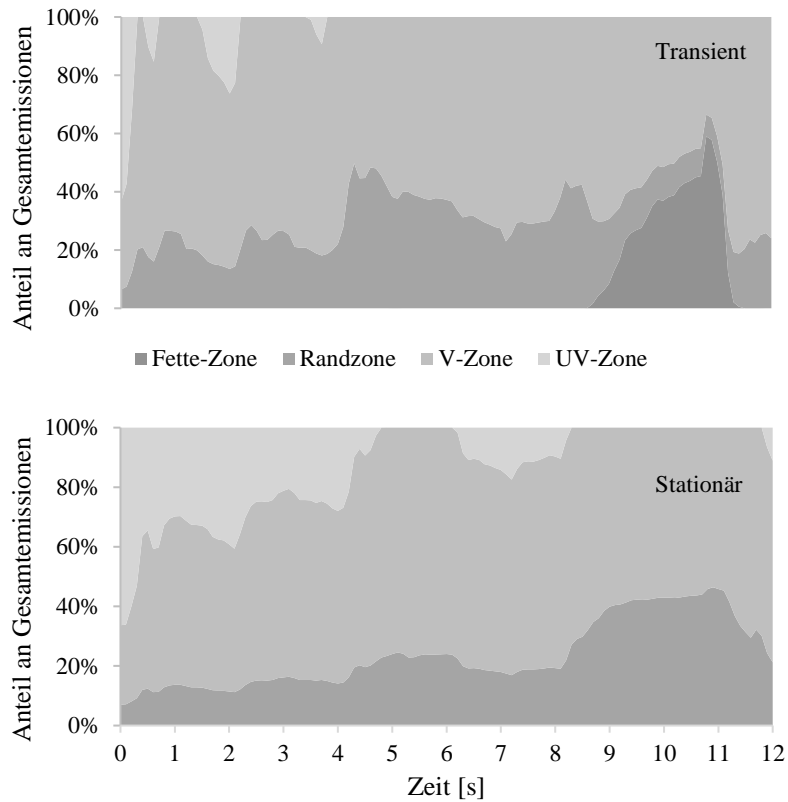 Anteil an Gesamtemissionen
100%
80%
60%
40%
20%
0%
Transient
Fette-Zone Randzone V-Zone UV-Zone
Anteil an Gesamtemissionen
100%
80%
60%
40%
20%
0%
Stationär
0 1 2 3 4 5 6 7 8 9 10 11 12
Zeit [s]